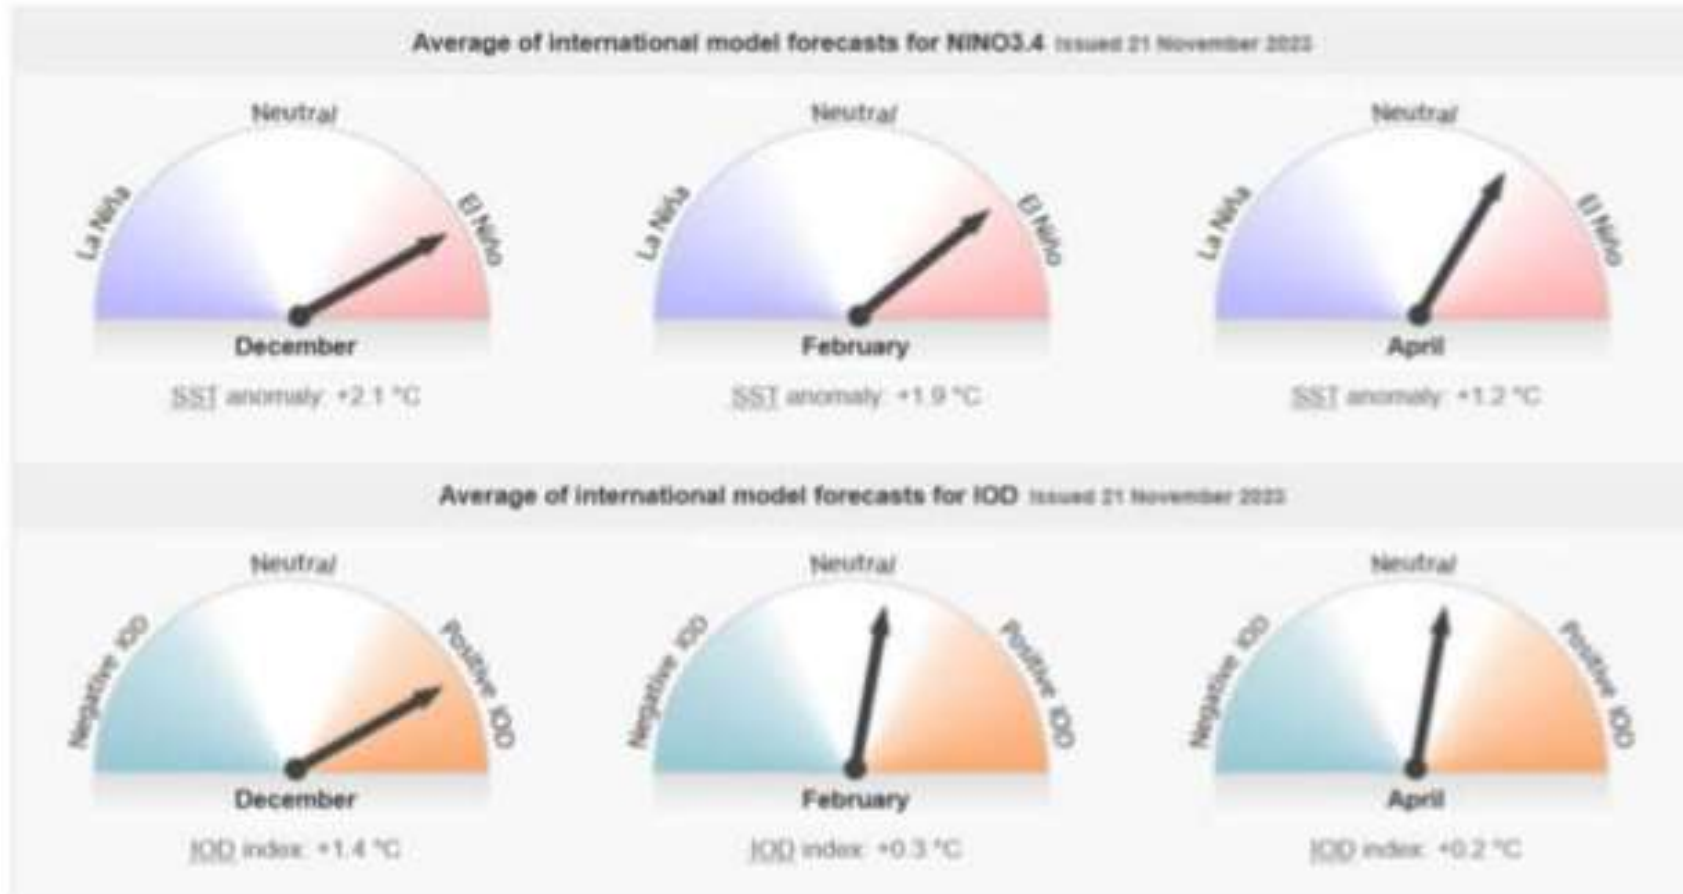 Average of international model forecasts for NINO3.4 Issued 21 November 2023
Neutral
La Niña
El Niño
December
SST anomaly: +2.1 °C
Neutral
La Niña
El Niño
February
SST anomaly: +1.9 °C
Neutral
La Niña
El Niño
April
SST anomaly: +1.2 °C
Average of international model forecasts for IOD Issued 21 November 2023
Neutral
Negative IOD
Positive IOD
December
IOD index: +1.4 °C
Neutral
Negative IOD
Positive IOD
February
IOD index: +0.3 °C
Neutral
Negative IOD
Positive IOD
April
IOD index: +0.2 °C